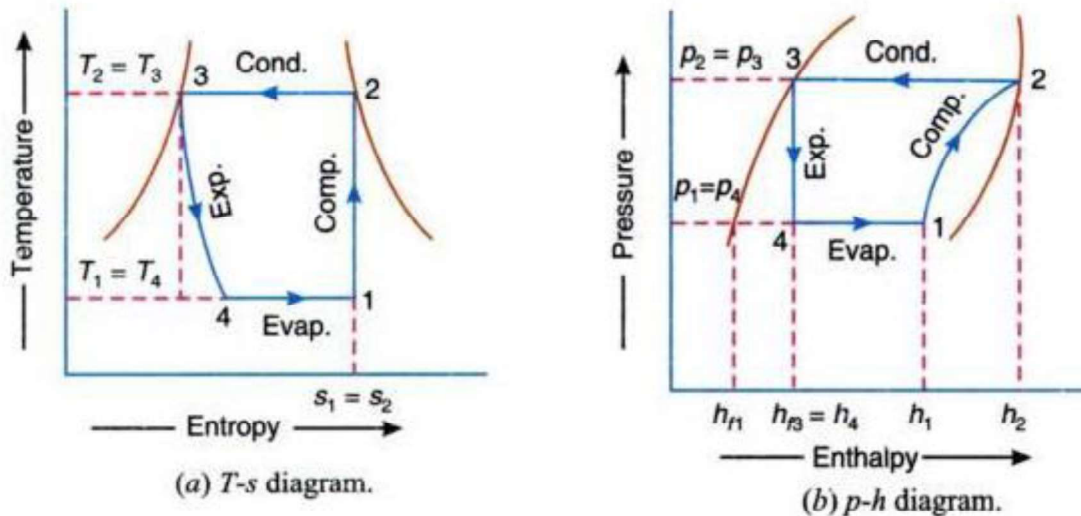 T₂ = T₃
3
Cond.
2
Temperature
Exp.
Comp.
T₁ = T₄
4
Evap.
1
s₁ = s₂
Entropy
(a) T-s diagram.
p₂ = p₃
3
Cond.
2
Pressure
Exp.
Comp.
p₁=p₄
4
Evap.
1
h_f1
h_f3 = h₄
h₁
h₂
Enthalpy
(b) p-h diagram.